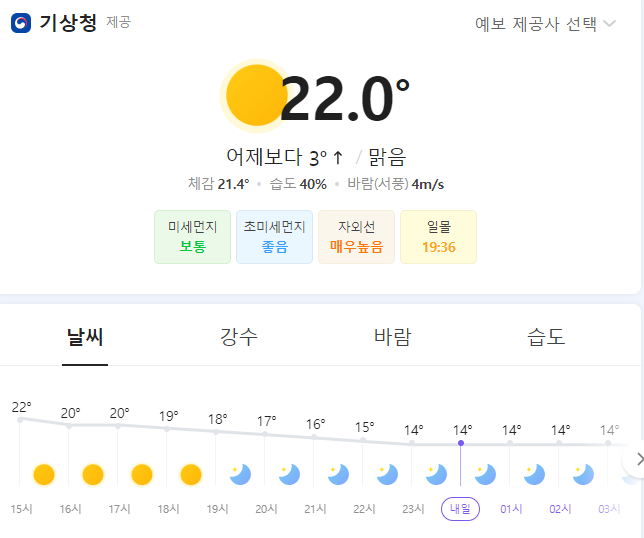 기상청 제공 예보 제공사 선택
22.0°
어제보다 3° ↑ / 맑음
체감 21.4° • 습도 40% • 바람(서풍) 4m/s
미세먼지 초미세먼지 자외선 일몰
보통 좋음 매우높음 19:36
날씨 강수 바람 습도
22° 20° 20° 19° 18° 17° 16° 15° 14° 14° 14° 14° 14°
15시 16시 17시 18시 19시 20시 21시 22시 23시 내일 01시 02시 03시